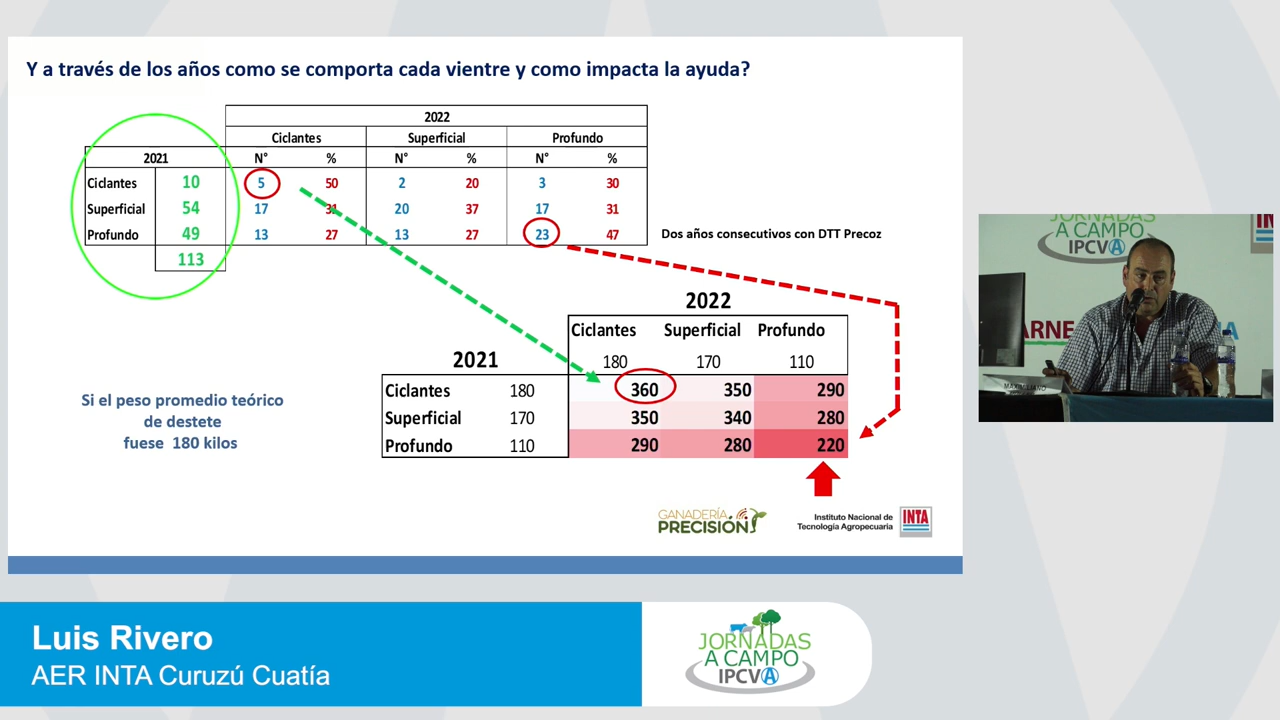 Y a través de los años como se comporta cada vientre y como impacta la ayuda?
2022
Ciclantes Superficial Profundo
2021 N° % N° % N° %
Ciclantes 10 5 50 2 20 3 30
Superficial 54 17 31 20 37 17 31
Profundo 49 13 27 13 27 23 47
113
Dos años consecutivos con DTT Precoz
2022
Ciclantes Superficial Profundo
2021 180 170 110
Ciclantes 180 360 350 290
Superficial 170 350 340 280
Profundo 110 290 280 220
Si el peso promedio teórico
de destete
fuese 180 kilos
GANADERÍA
PRECISIÓN
Instituto Nacional de
Tecnología Agropecuaria
INTA
JORNADAS
A CAMPO
IPCVA
INTA
MAXIMILIANO
Luis Rivero
AER INTA Curuzú Cuatía
JORNADAS
A CAMPO
IPCVA